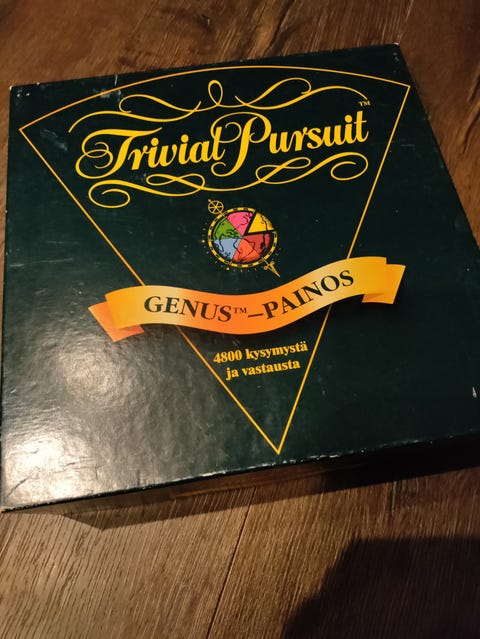 Trivial Pursuit™
GENUS™–PAINOS
4800 kysymystä
ja vastausta